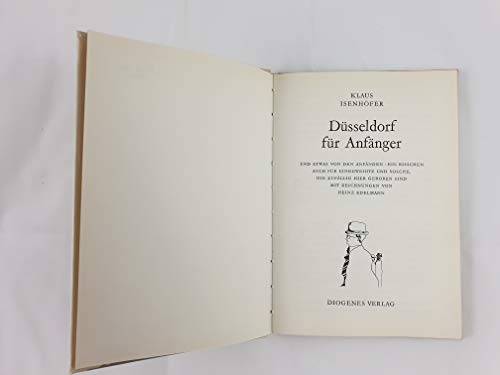 KLAUS
ISENHÖFER
Düsseldorf
für Anfänger
UND ETWAS VON DEN ANFÄNGEN · EIN BISSCHEN
AUCH FÜR EINGEWEIHTE UND SOLCHE,
DIE ZUFÄLLIG HIER GEBOREN SIND
MIT ZEICHNUNGEN VON
HEINZ EDELMANN
DIOGENES VERLAG